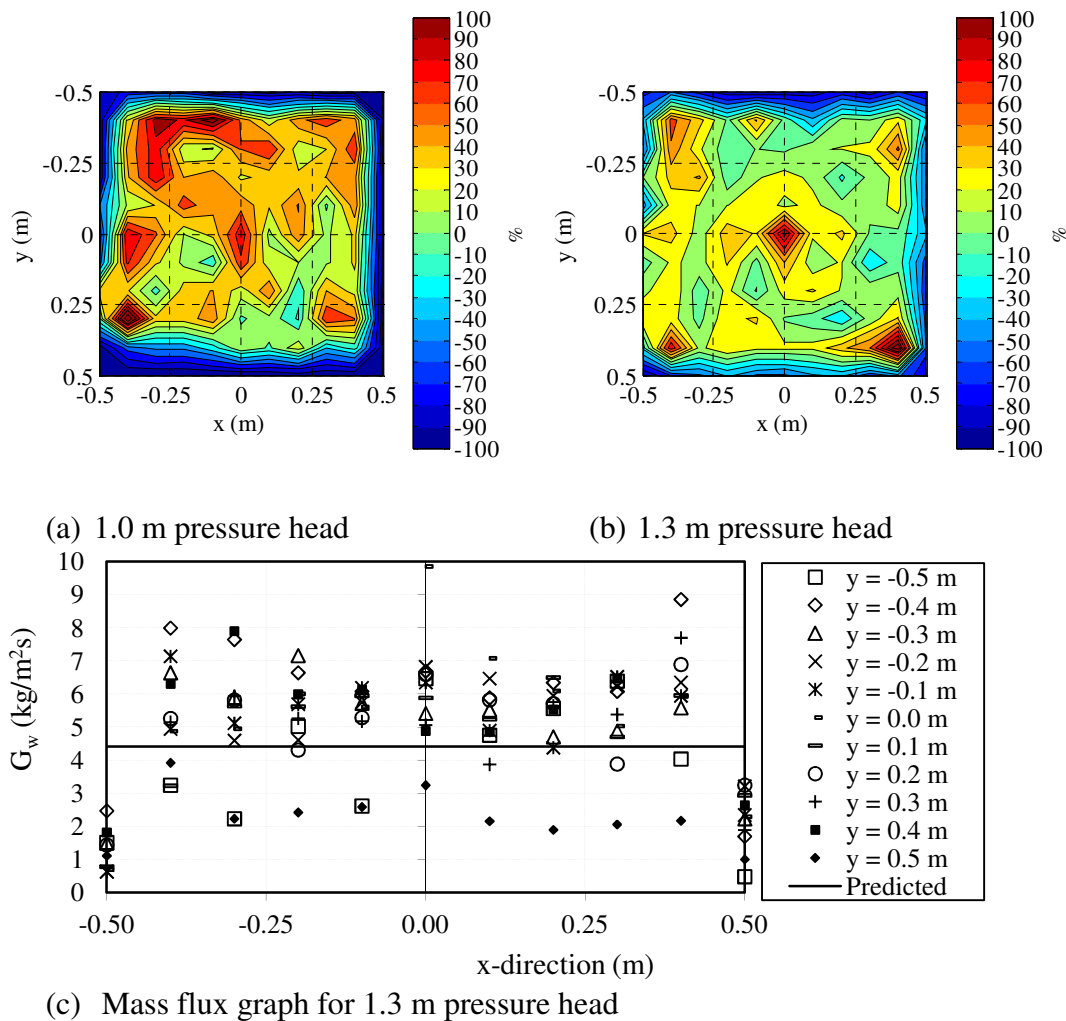 100
90
80
70
60
50
40
30
20
10
0
-10
-20
-30
-40
-50
-60
-70
-80
-90
-100
%
-0.5
-0.25
0
0.25
0.5
y (m)
-0.5 -0.25 0 0.25 0.5
x (m)
100
90
80
70
60
50
40
30
20
10
0
-10
-20
-30
-40
-50
-60
-70
-80
-90
-100
%
-0.5
-0.25
0
0.25
0.5
y (m)
-0.5 -0.25 0 0.25 0.5
x (m)
(a) 1.0 m pressure head
(b) 1.3 m pressure head
10
9
8
7
6
5
4
3
2
1
0
G_w (kg/m²s)
-0.50 -0.25 0.00 0.25 0.50
x-direction (m)
y = -0.5 m
y = -0.4 m
y = -0.3 m
y = -0.2 m
y = -0.1 m
y = 0.0 m
y = 0.1 m
y = 0.2 m
y = 0.3 m
y = 0.4 m
y = 0.5 m
Predicted
(c) Mass flux graph for 1.3 m pressure head